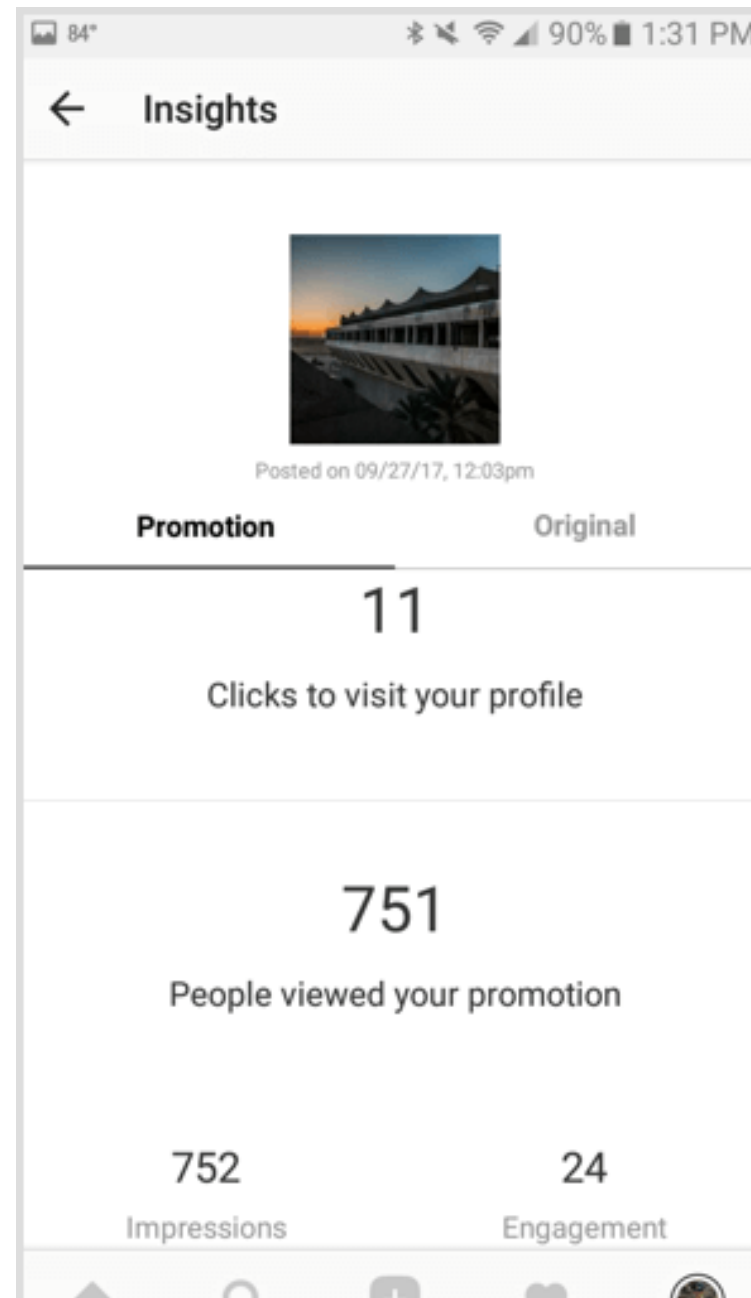 84° 90% 1:31 PM
Insights
Posted on 09/27/17, 12:03pm
Promotion Original
11
Clicks to visit your profile
751
People viewed your promotion
752 24
Impressions Engagement